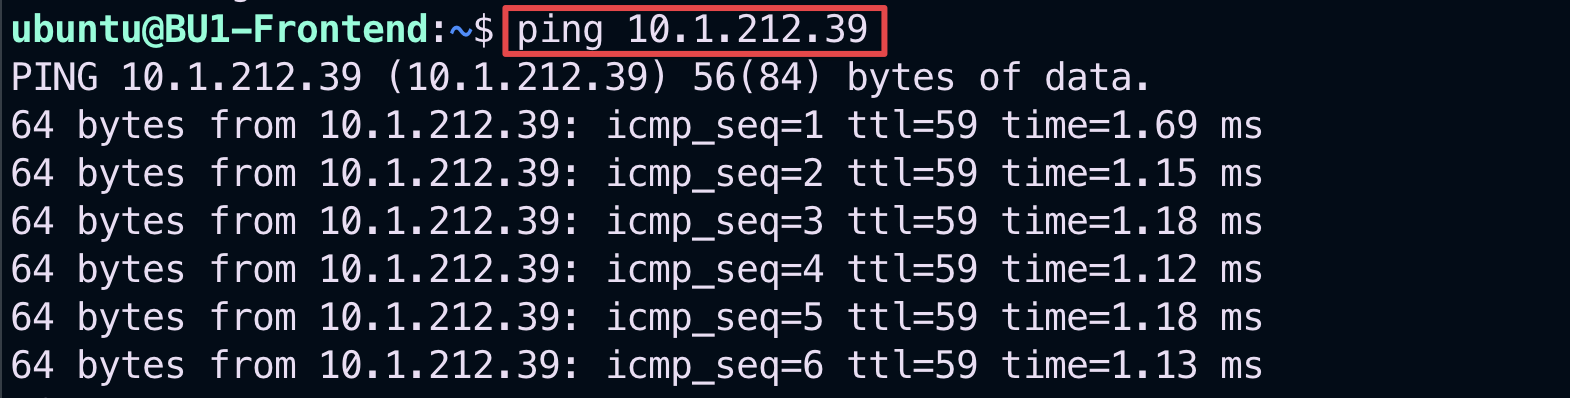 ubuntu@BU1-Frontend:~$ ping 10.1.212.39
PING 10.1.212.39 (10.1.212.39) 56(84) bytes of data.
64 bytes from 10.1.212.39: icmp_seq=1 ttl=59 time=1.69 ms
64 bytes from 10.1.212.39: icmp_seq=2 ttl=59 time=1.15 ms
64 bytes from 10.1.212.39: icmp_seq=3 ttl=59 time=1.18 ms
64 bytes from 10.1.212.39: icmp_seq=4 ttl=59 time=1.12 ms
64 bytes from 10.1.212.39: icmp_seq=5 ttl=59 time=1.18 ms
64 bytes from 10.1.212.39: icmp_seq=6 ttl=59 time=1.13 ms